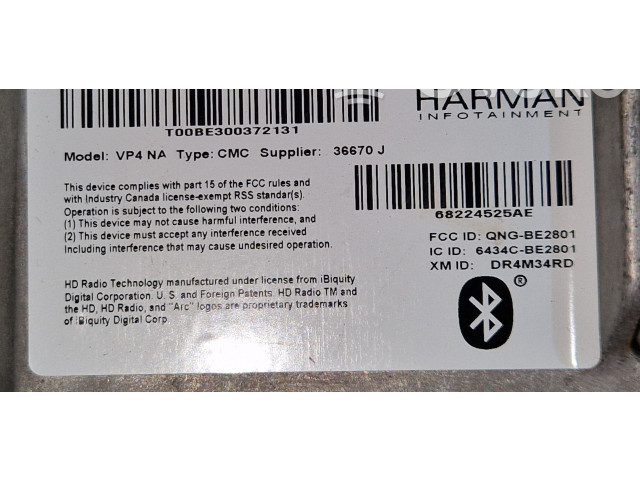 HARMAN
INFOTAINMENT
T00BE300372131
Model: VP4 NA Type: CMC Supplier: 36670 J
This device complies with part 15 of the FCC rules and
with Industry Canada license-exempt RSS standar(s).
Operation is subject to the following two conditions:
(1) This device may not cause harmful interference, and
(2) This device must accept any interference received
Including interference that may cause undesired operation.
68224525AE
FCC ID: QNG-BE2801
IC ID: 6434C-BE2801
XM ID: DR4M34RD
HD Radio Technology manufactured under license from iBiquity
Digital Corporation. U.S and Foreign Patents. HD Radio TM and
the HD, HD Radio, and "Arc" logos are proprietary trademarks
of iBiquity Digital Corp.
®